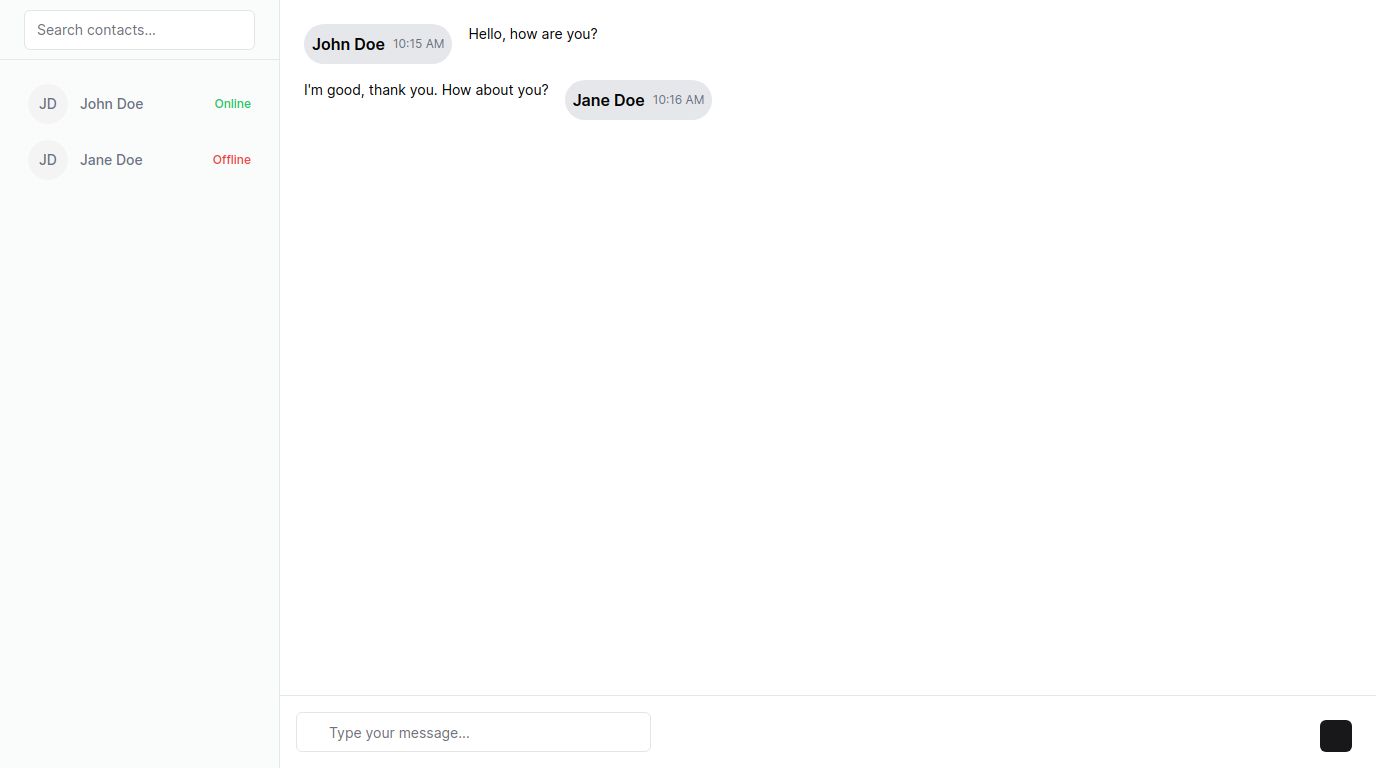 Search contacts...
JD John Doe Online
JD Jane Doe Offline
John Doe 10:15 AM Hello, how are you?
I'm good, thank you. How about you? Jane Doe 10:16 AM
Type your message...